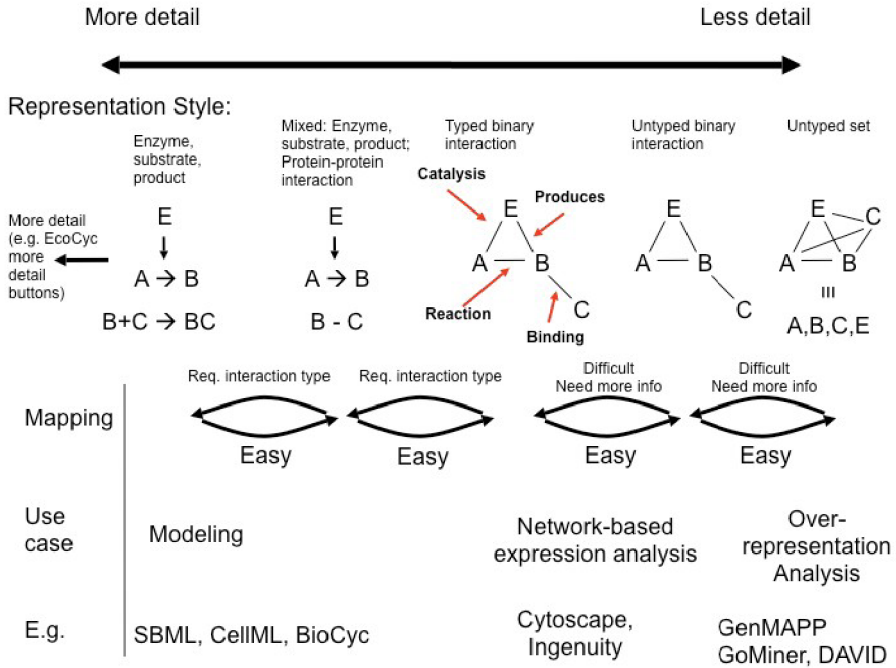 More detail
Less detail
Representation Style:
Enzyme,
substrate,
product
Mixed: Enzyme,
substrate, product;
Protein-protein
interaction
Typed binary
interaction
Untyped binary
interaction
Untyped set
More detail
(e.g. EcoCyc
more
detail
buttons)
E
A → B
B+C → BC
E
A → B
B - C
Catalysis
Produces
E
A
B
C
Reaction
Binding
E
A
B
C
E
C
A
B
≡
A,B,C,E
Mapping
Req. interaction type
Easy
Req. interaction type
Easy
Difficult
Need more info
Easy
Difficult
Need more info
Easy
Use
case
Modeling
Network-based
expression analysis
Over-
representation
Analysis
E.g.
SBML, CellML, BioCyc
Cytoscape,
Ingenuity
GenMAPP
GoMiner, DAVID